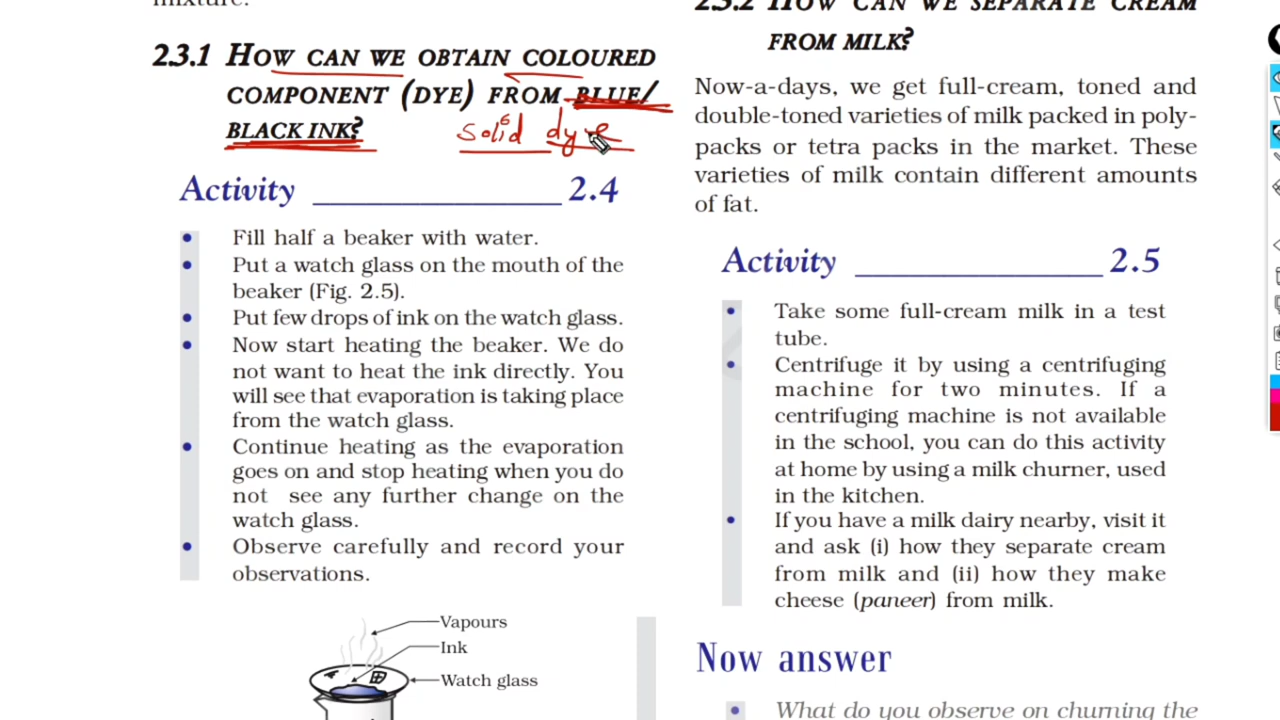 mixture.
2.3.1 HOW CAN WE OBTAIN COLOURED
COMPONENT (DYE) FROM BLUE/
BLACK INK?
solid dye
Activity 2.4
• Fill half a beaker with water.
• Put a watch glass on the mouth of the
beaker (Fig. 2.5).
• Put few drops of ink on the watch glass.
• Now start heating the beaker. We do
not want to heat the ink directly. You
will see that evaporation is taking place
from the watch glass.
• Continue heating as the evaporation
goes on and stop heating when you do
not see any further change on the
watch glass.
• Observe carefully and record your
observations.
Vapours
Ink
Watch glass
2.3.2 HOW CAN WE SEPARATE CREAM
FROM MILK?
Now-a-days, we get full-cream, toned and
double-toned varieties of milk packed in poly-
packs or tetra packs in the market. These
varieties of milk contain different amounts
of fat.
Activity 2.5
• Take some full-cream milk in a test
tube.
• Centrifuge it by using a centrifuging
machine for two minutes. If a
centrifuging machine is not available
in the school, you can do this activity
at home by using a milk churner, used
in the kitchen.
• If you have a milk dairy nearby, visit it
and ask (i) how they separate cream
from milk and (ii) how they make
cheese (paneer) from milk.
Now answer
• What do you observe on churning the